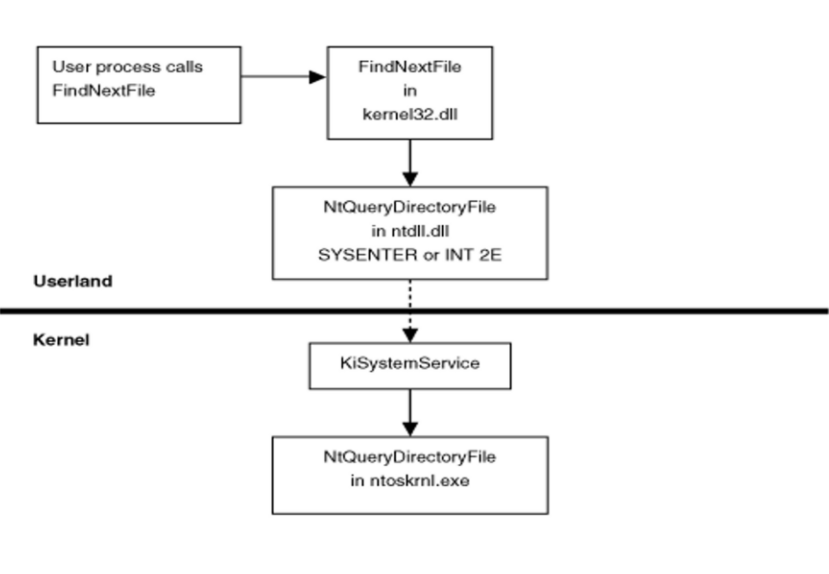 User process calls
FindNextFile
FindNextFile
in
kernel32.dll
NtQueryDirectoryFile
in ntdll.dll
SYSENTER or INT 2E
Userland
Kernel
KiSystemService
NtQueryDirectoryFile
in ntoskrnl.exe